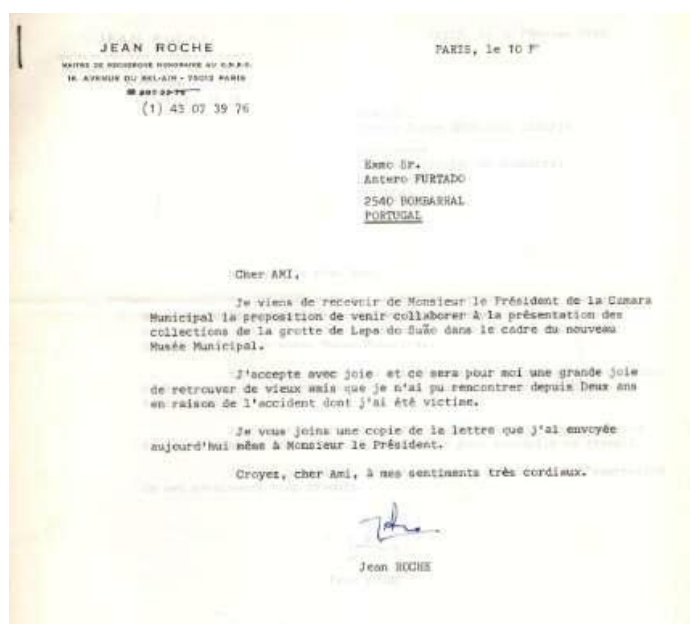 JEAN ROCHE
MAITRE DE RECHERCHE HONORAIRE AU C.N.R.S.
16, AVENUE DU BEL-AIR - 75012 PARIS
(1) 43 07 39 76
PARIS, le 10 F
Exmo Sr.
Antero FURTADO
2540 BOMBARRAL
PORTUGAL
Cher AMI,
Je viens de recevoir de Monsieur le Président de la Camara
Municipal la proposition de venir collaborer à la présentation des
collections de la grotte de Lapa do Suão dans le cadre du nouveau
Musée Municipal.
J'accepte avec joie et ce sera pour moi une grande joie
de retrouver de vieux amis que je n'ai pu rencontrer depuis Deux ans
en raison de l'accident dont j'ai été victime.
Je vous joins une copie de la lettre que j'ai envoyée
aujourd'hui même à Monsieur le Président.
Croyez, cher Ami, à mes sentiments très cordiaux.
Jean ROCHE